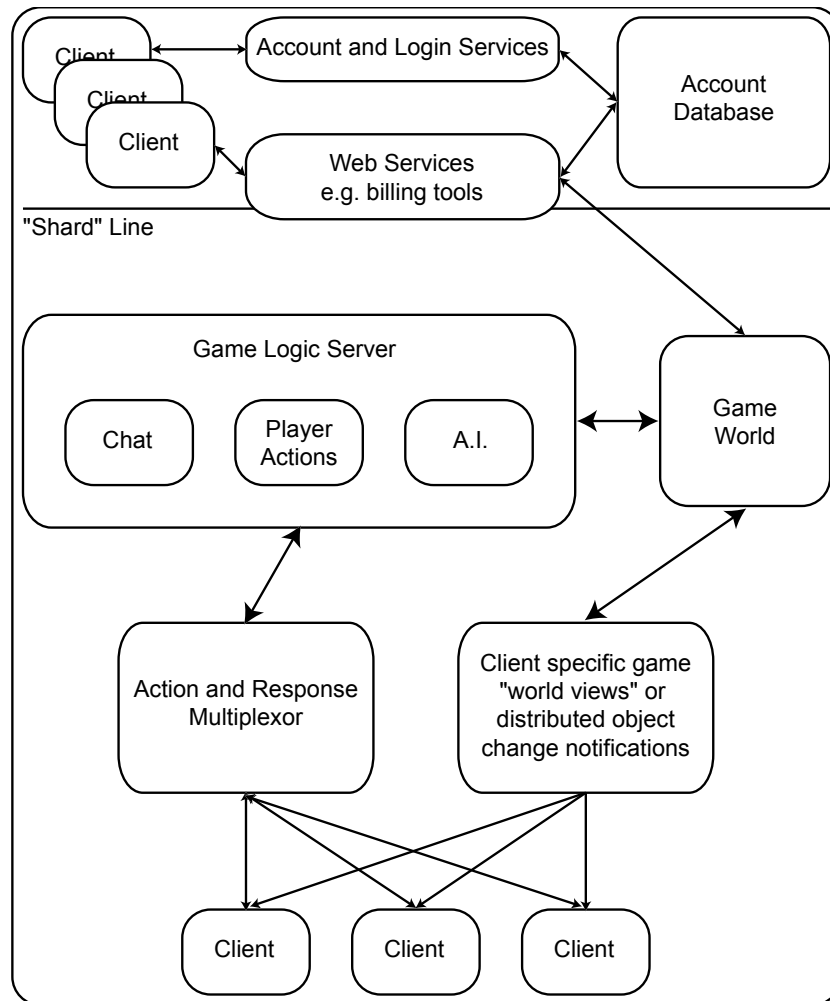 Client
Client
Client
Account and Login Services
Account
Database
Web Services
e.g. billing tools
"Shard" Line
Game Logic Server
Chat
Player
Actions
A.I.
Game
World
Action and Response
Multiplexor
Client specific game
"world views" or
distributed object
change notifications
Client
Client
Client